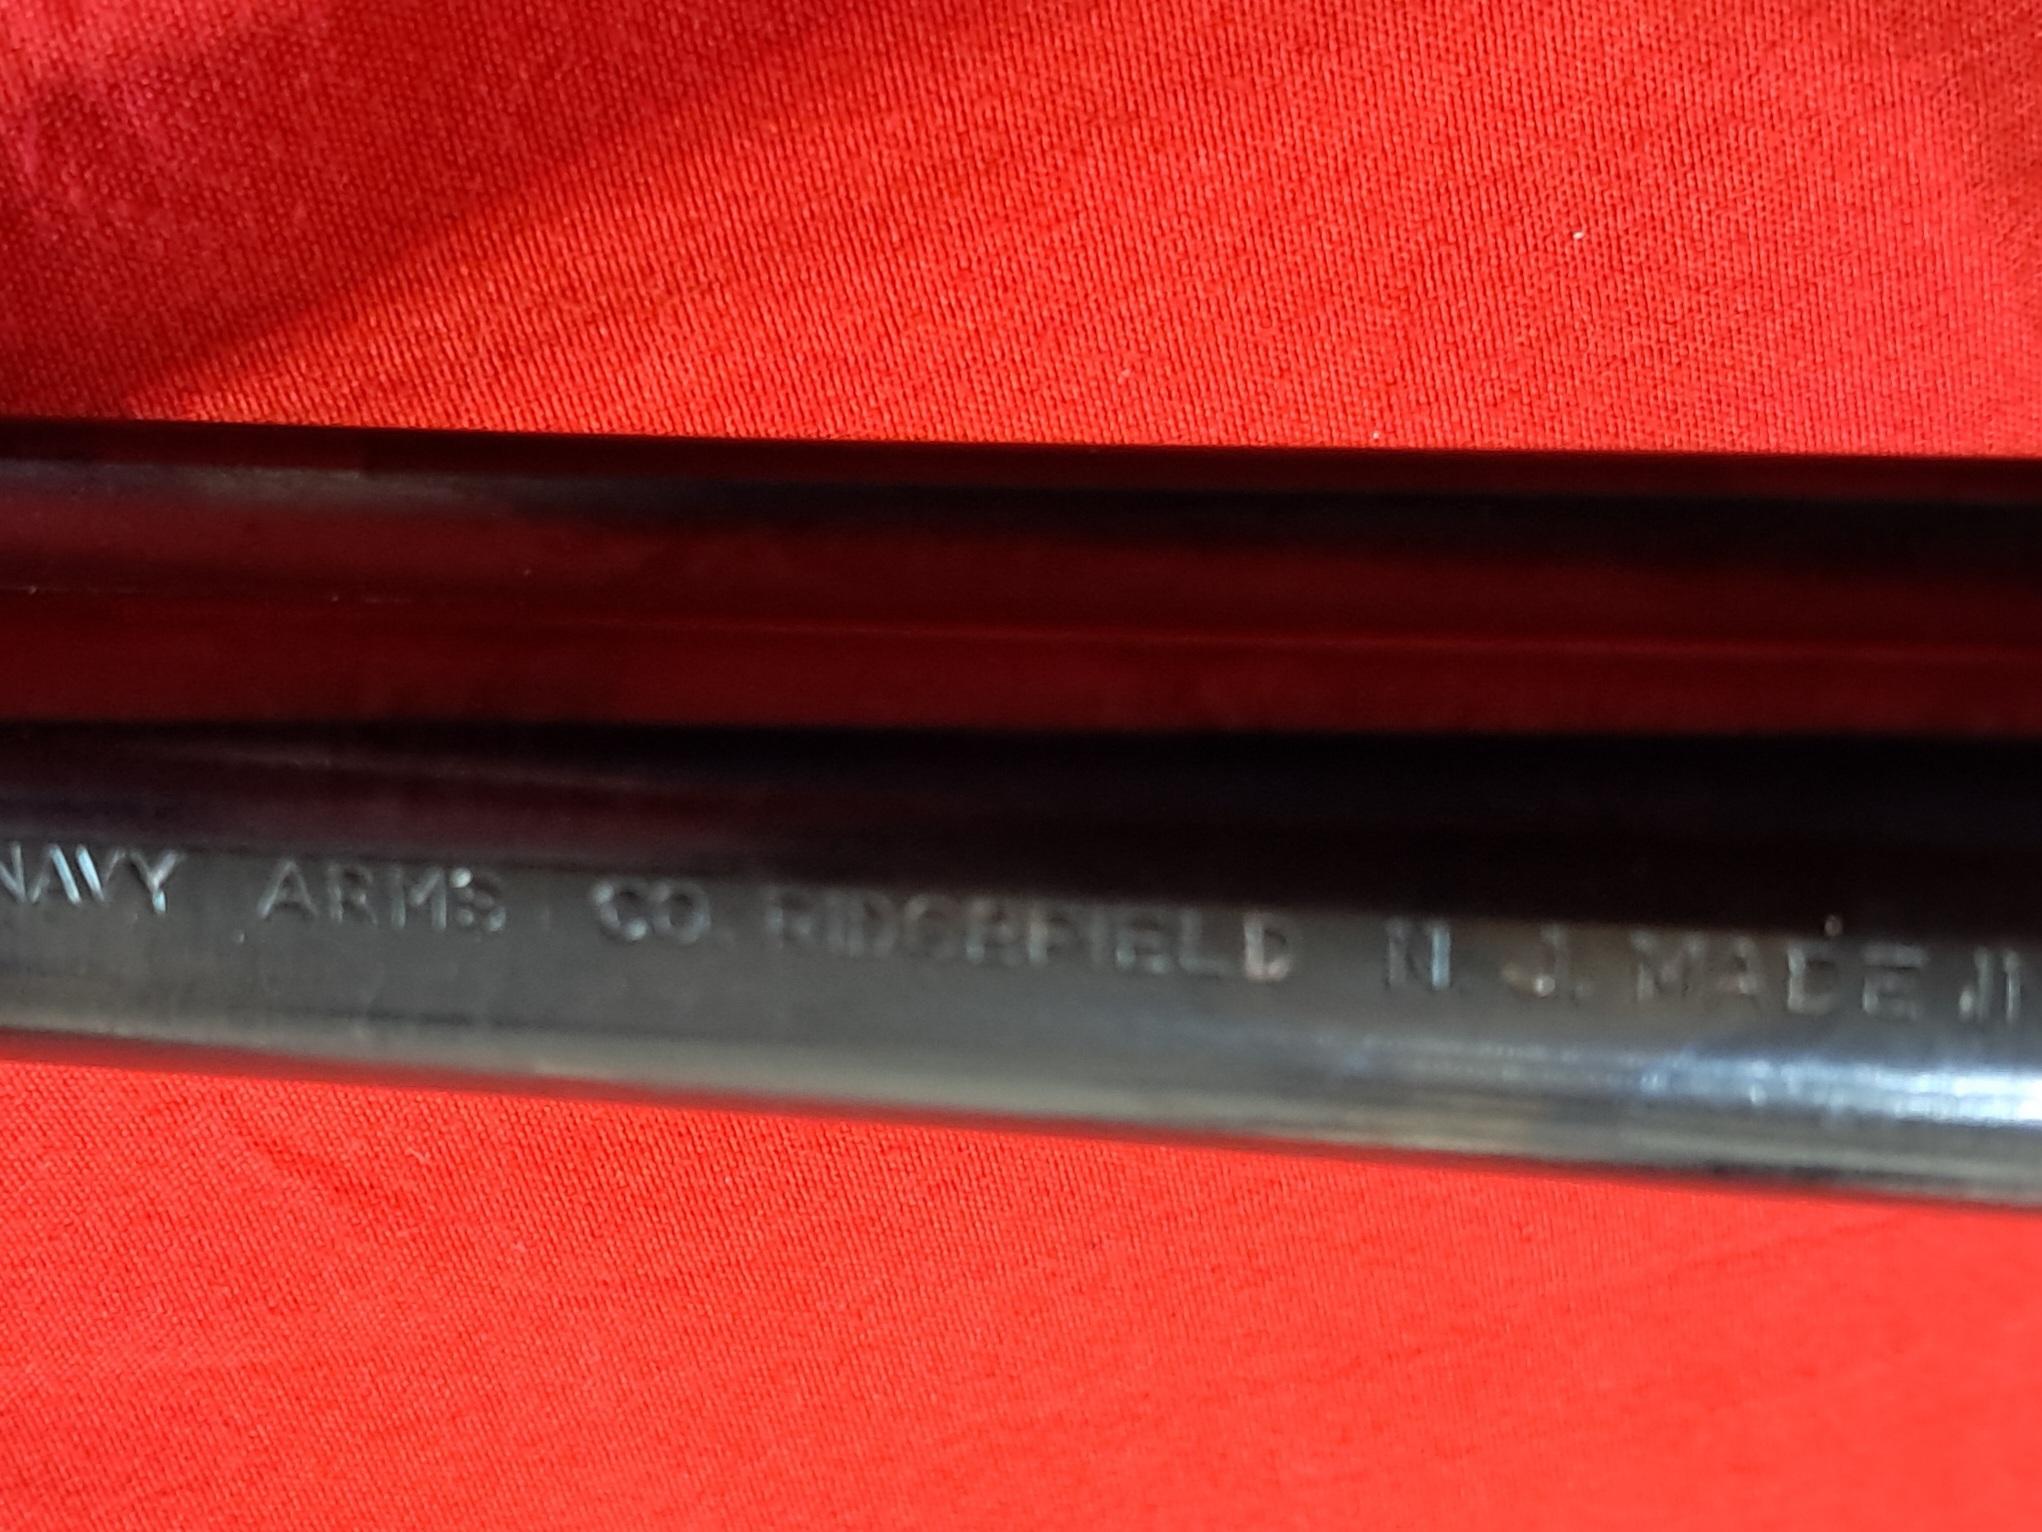 NAVY ARMS CO. RIDGEFIELD N. J. MADE